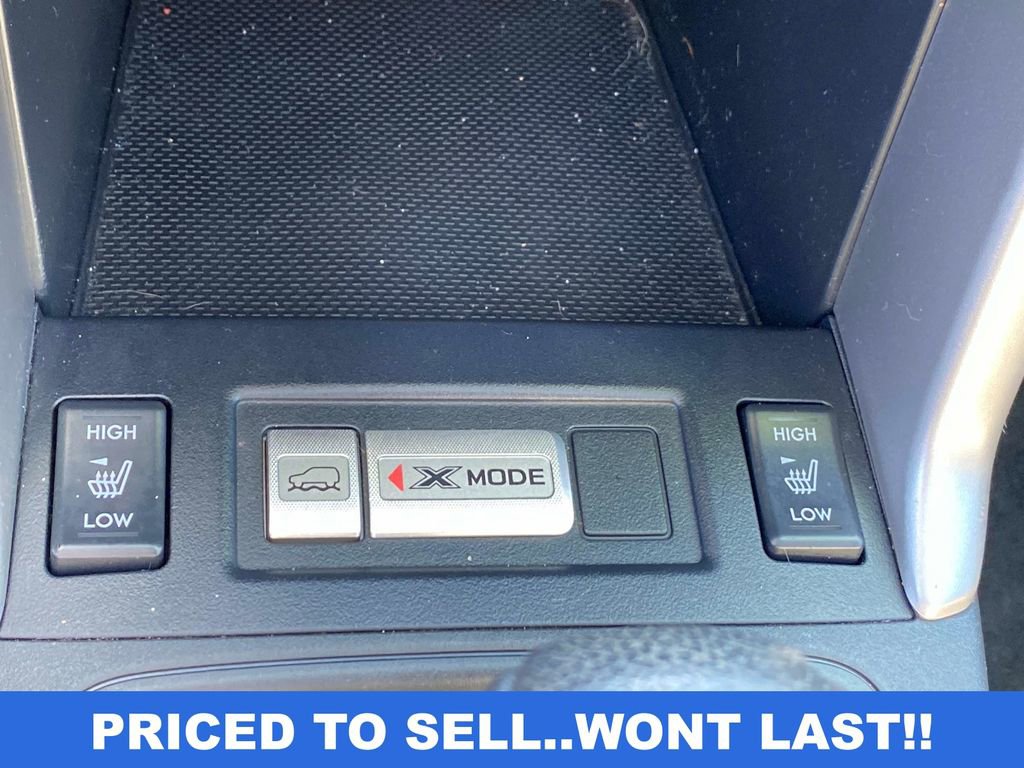 HIGH
LOW
X MODE
HIGH
LOW
PRICED TO SELL..WONT LAST!!